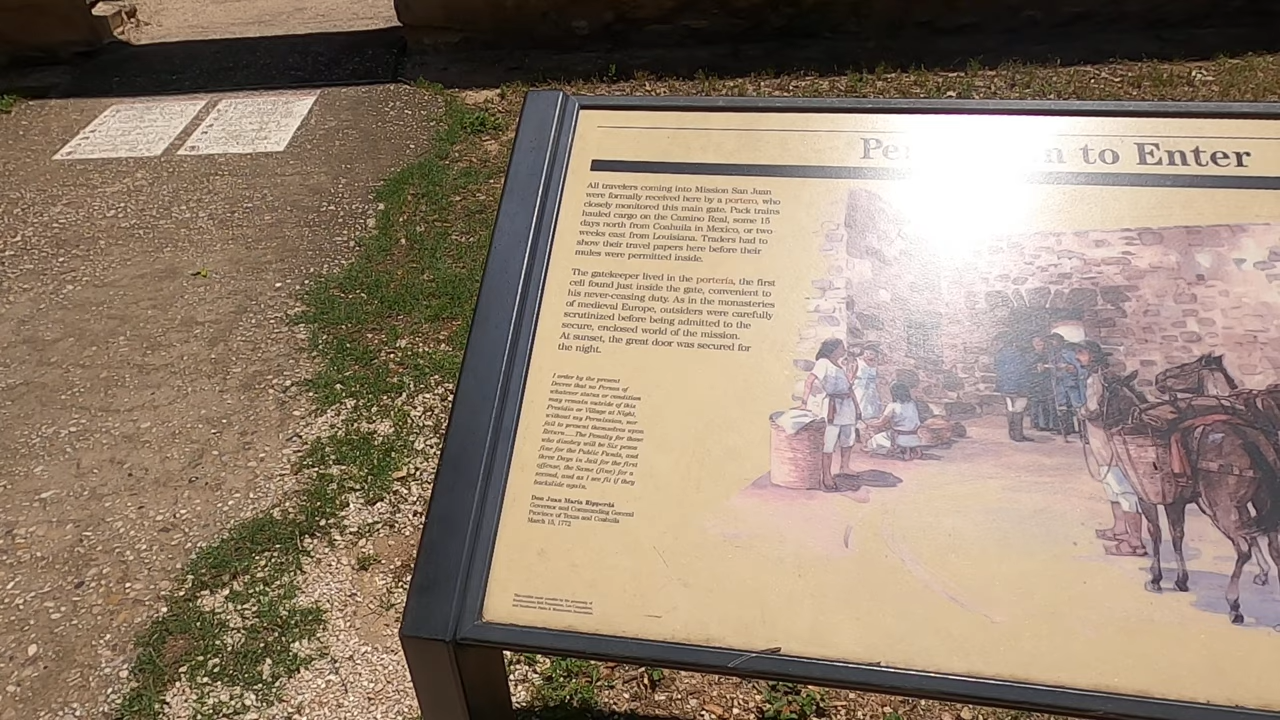 Pe n to Enter
All travelers coming into Mission San Juan
were formally received here by a portero, who
closely monitored this main gate. Pack trains
hauled cargo on the Camino Real, some 15
days north from Coahuila in Mexico, or two
weeks east from Louisiana. Traders had to
show their travel papers here before their
mules were permitted inside.
The gatekeeper lived in the portería, the first
cell found just inside the gate, convenient to
his never-ceasing duty. As in the monasteries
of medieval Europe, outsiders were carefully
scrutinized before being admitted to the
secure, enclosed world of the mission.
At sunset, the great door was secured for
the night.
I order by the present
Decree that no Person of
whatever status or condition
may remain outside of this
Presidio or Village at Night,
without my Permission, nor
fail to present themselves upon
Return....The Penalty for those
who disobey will be Six pesos
fine for the Public Funds, and
three Days in Jail for the first
offense, the Same (fine) for a
second, and as I see fit if they
backslide again.
Don Juan María Ripperdá
Governor and Commanding General
Province of Texas and Coahuila
March 15, 1772